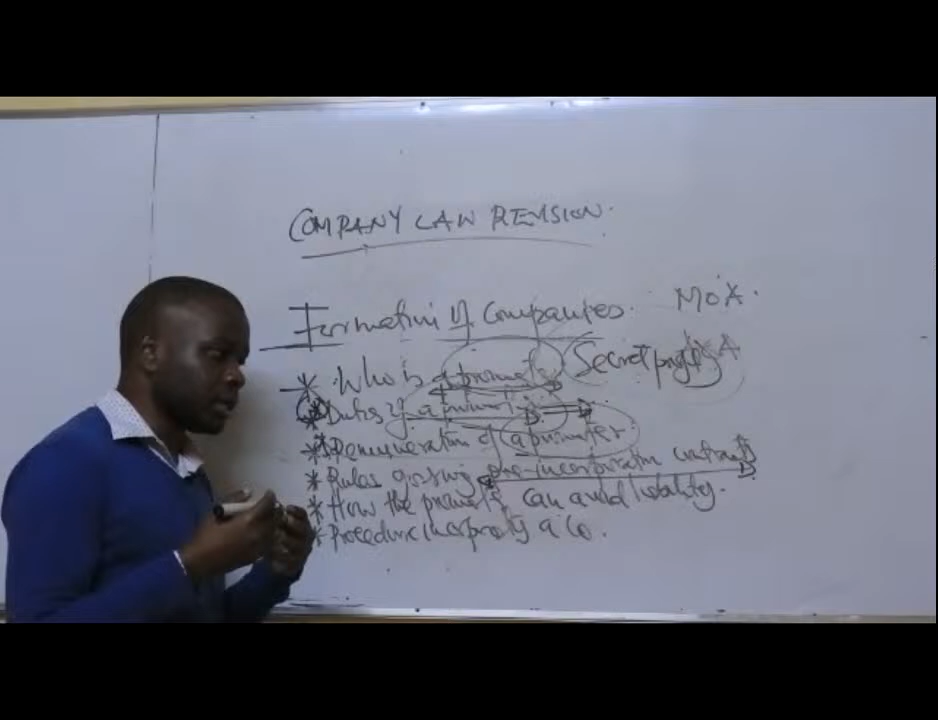 COMPANY LAW REVISION.
Formation of Companies. MOA.
* Who is a promoter Secret profits
* Duties of a promoter
* Remuneration of a promoter.
* Rules pre-incorporation contracts
* How the promoter can avoid liability.
* Procedure incorporating a Co.